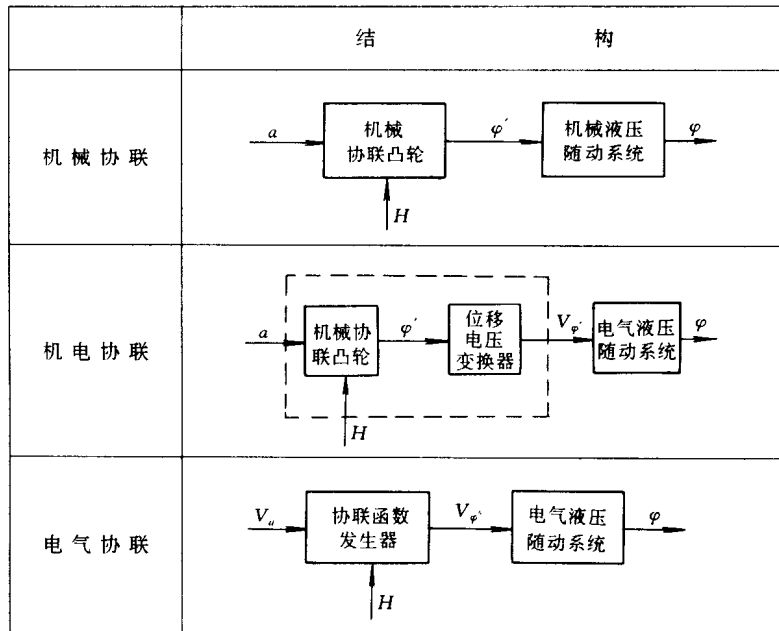 结 构
机械协联
a
机械
协联凸轮
φ′
机械液压
随动系统
φ
H
机电协联
a
机械协
联凸轮
φ′
位移
电压
变换器
Vφ′
电气液压
随动系统
φ
H
电气协联
Va
协联函数
发生器
Vφ′
电气液压
随动系统
φ
H